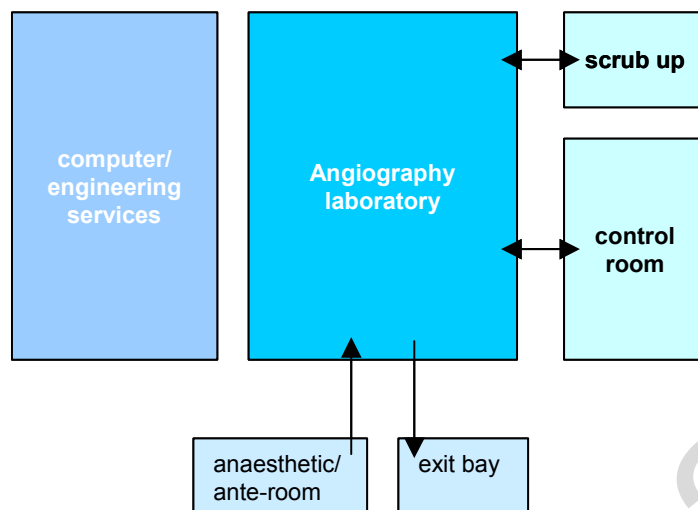 computer/
engineering
services
Angiography
laboratory
scrub up
control
room
anaesthetic/
ante-room
exit bay